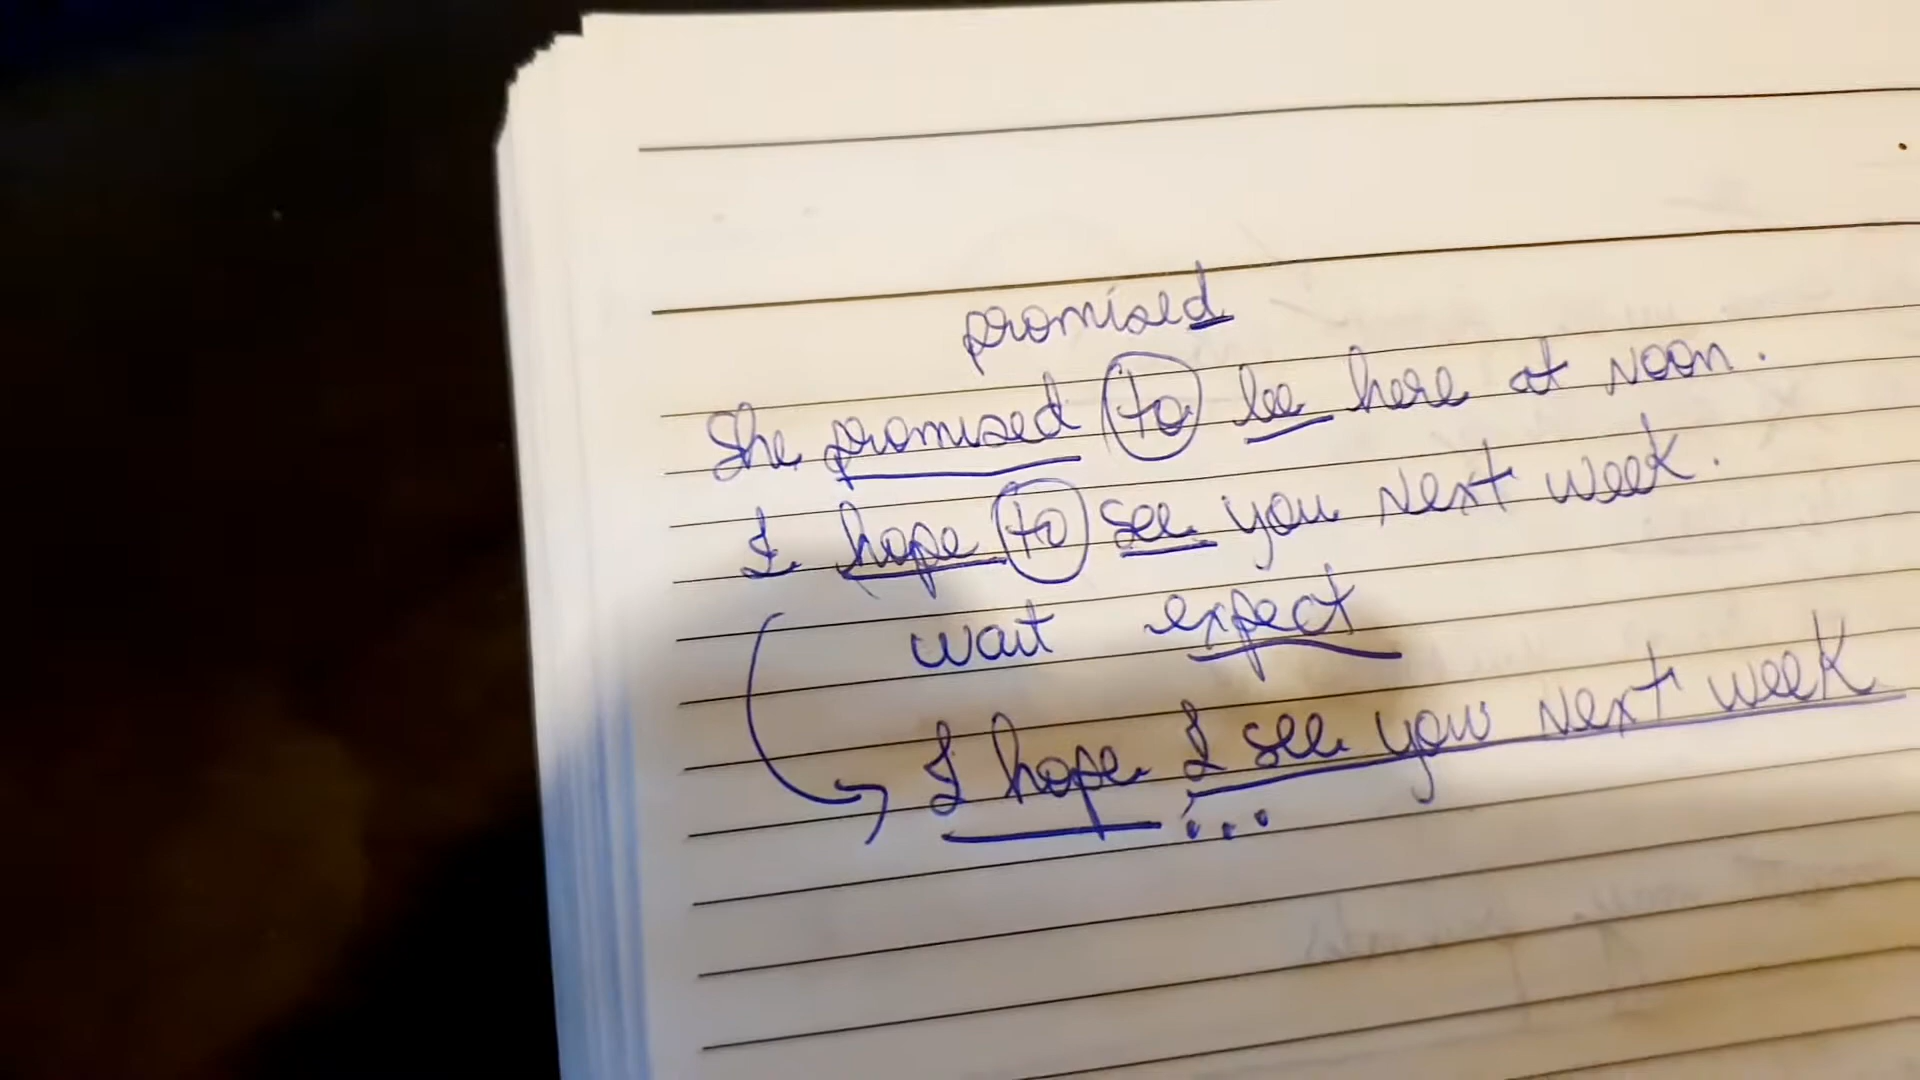 promised
She promised to be here at noon.
I hope to see you next week.
wait expect
I hope I see you next week
...